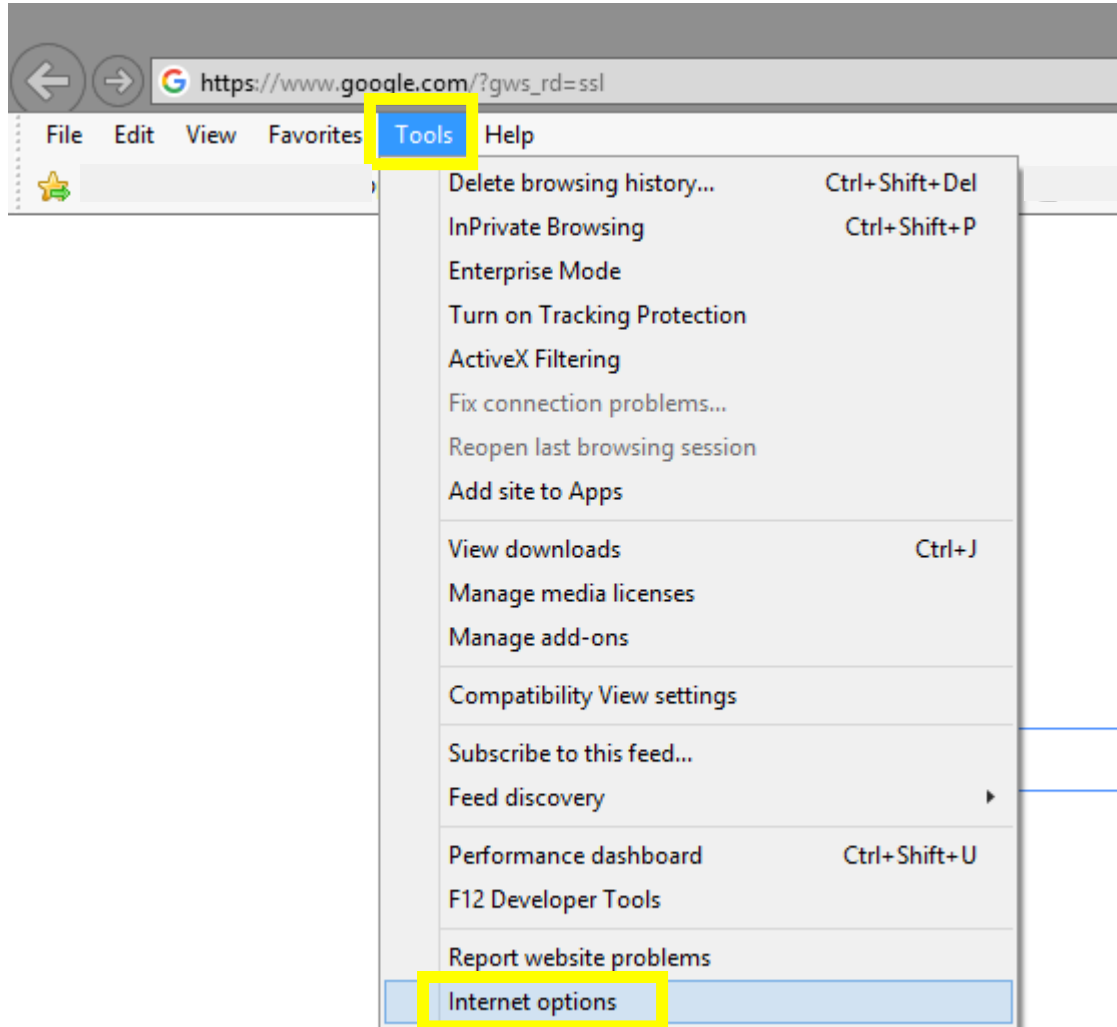 https://www.google.com/?gws_rd=ssl
File Edit View Favorites Tools Help
Delete browsing history... Ctrl+Shift+Del
InPrivate Browsing Ctrl+Shift+P
Enterprise Mode
Turn on Tracking Protection
ActiveX Filtering
Fix connection problems...
Reopen last browsing session
Add site to Apps
View downloads Ctrl+J
Manage media licenses
Manage add-ons
Compatibility View settings
Subscribe to this feed...
Feed discovery
Performance dashboard Ctrl+Shift+U
F12 Developer Tools
Report website problems
Internet options